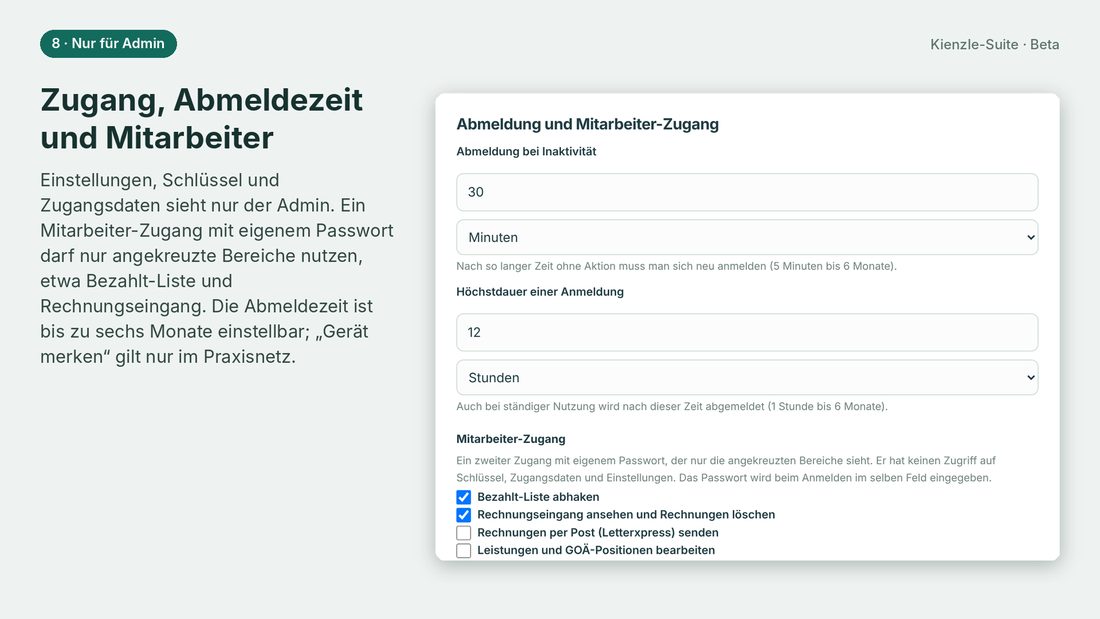 8 · Nur für Admin
Kienzle-Suite · Beta
Zugang, Abmeldezeit
und Mitarbeiter
Einstellungen, Schlüssel und
Zugangsdaten sieht nur der Admin. Ein
Mitarbeiter-Zugang mit eigenem Passwort
darf nur angekreuzte Bereiche nutzen,
etwa Bezahlt-Liste und
Rechnungseingang. Die Abmeldezeit ist
bis zu sechs Monate einstellbar; „Gerät
merken“ gilt nur im Praxisnetz.
Abmeldung und Mitarbeiter-Zugang
Abmeldung bei Inaktivität
30
Minuten
Nach so langer Zeit ohne Aktion muss man sich neu anmelden (5 Minuten bis 6 Monate).
Höchstdauer einer Anmeldung
12
Stunden
Auch bei ständiger Nutzung wird nach dieser Zeit abgemeldet (1 Stunde bis 6 Monate).
Mitarbeiter-Zugang
Ein zweiter Zugang mit eigenem Passwort, der nur die angekreuzten Bereiche sieht. Er hat keinen Zugriff auf
Schlüssel, Zugangsdaten und Einstellungen. Das Passwort wird beim Anmelden im selben Feld eingegeben.
Bezahlt-Liste abhaken
Rechnungseingang ansehen und Rechnungen löschen
Rechnungen per Post (Letterxpress) senden
Leistungen und GOÄ-Positionen bearbeiten